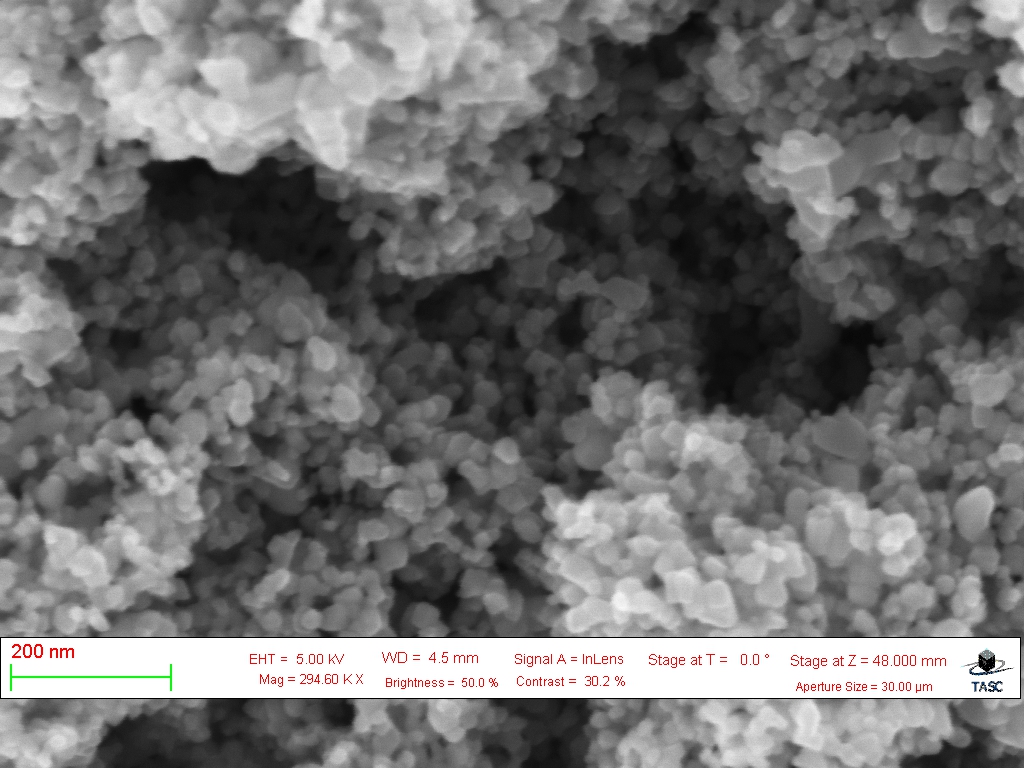 200 nm
EHT = 5.00 kV
WD = 4.5 mm
Signal A = InLens
Stage at T = 0.0 °
Stage at Z = 48.000 mm
Mag = 294.60 K X
Brightness = 50.0 %
Contrast = 30.2 %
Aperture Size = 30.00 µm
TASC